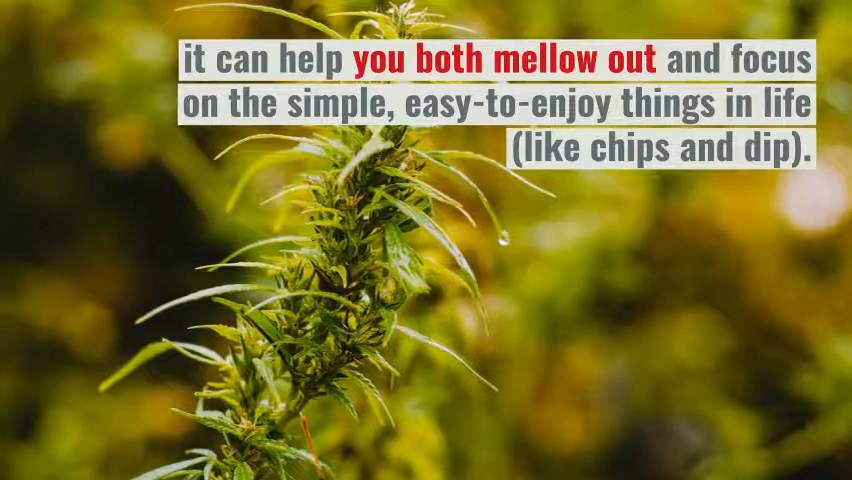 it can help you both mellow out and focus
on the simple, easy-to-enjoy things in life
(like chips and dip).